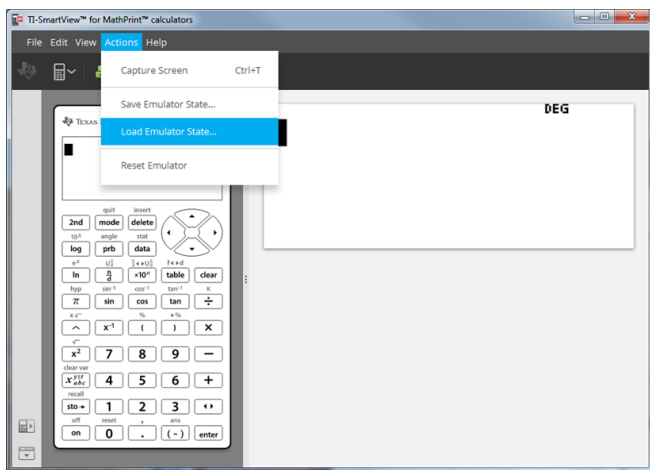 TI-SmartView™ for MathPrint™ calculators
File Edit View Actions Help
Capture Screen Ctrl+T
Save Emulator State...
Load Emulator State...
Reset Emulator
DEG
TEXAS
quit insert
2nd mode delete
10ˣ angle stat
log prb data
ln n/d ×10ⁿ table clear
hyp sin⁻¹ cos⁻¹ tan⁻¹ K
π sin cos tan ÷
%
^ x⁻¹ ( ) ×
√
x² 7 8 9 −
clear var
x yzt abc 4 5 6 +
recall
sto→ 1 2 3 ◂▸
off reset , ans
on 0 . (-) enter